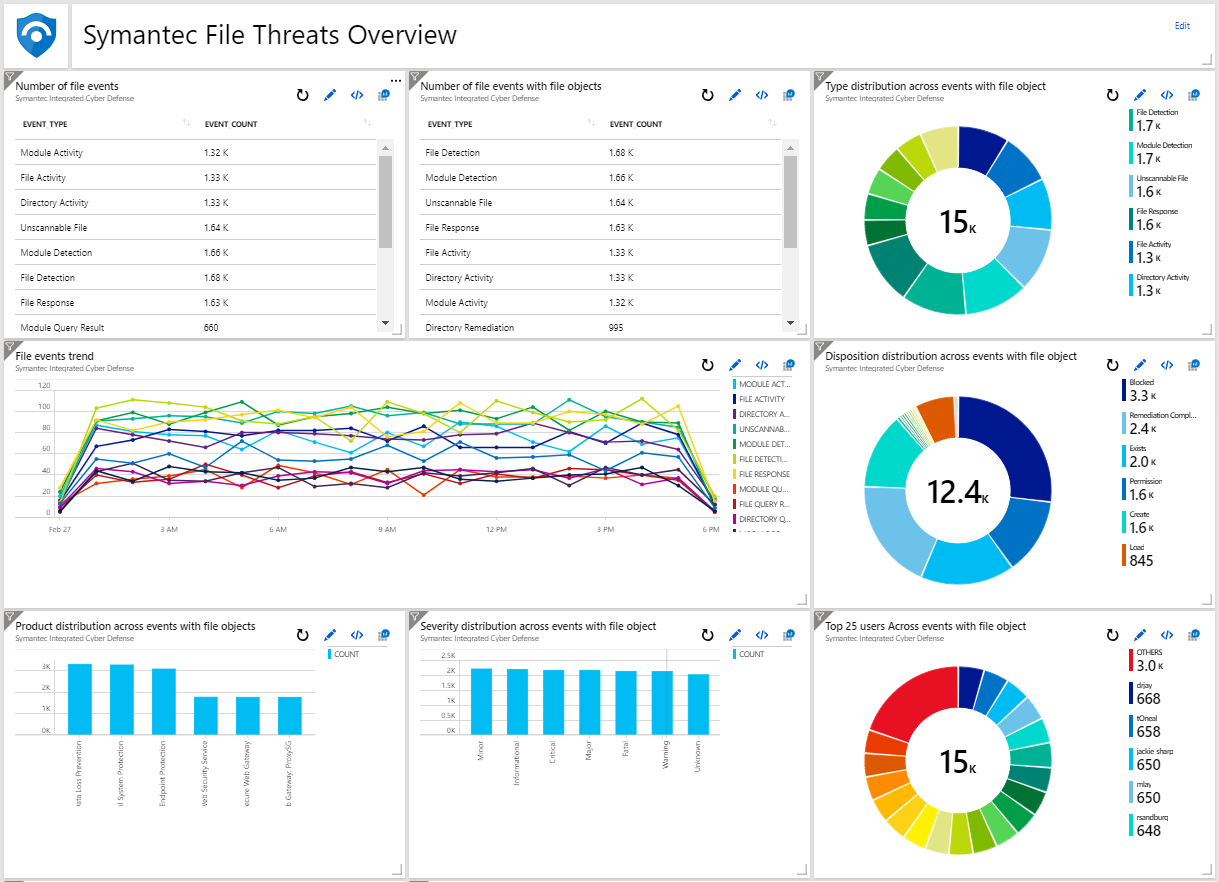 Symantec File Threats Overview
Edit
Number of file events
Symantec Integrated Cyber Defense
EVENT_TYPE EVENT_COUNT
Module Activity 1.32 K
File Activity 1.33 K
Directory Activity 1.33 K
Unscannable File 1.64 K
Module Detection 1.66 K
File Detection 1.68 K
File Response 1.63 K
Module Query Result 660
Number of file events with file objects
Symantec Integrated Cyber Defense
EVENT_TYPE EVENT_COUNT
File Detection 1.68 K
Module Detection 1.66 K
Unscannable File 1.64 K
File Response 1.63 K
File Activity 1.33 K
Directory Activity 1.33 K
Module Activity 1.32 K
Directory Remediation 995
Type distribution across events with file object
Symantec Integrated Cyber Defense
15K
File Detection
1.7 K
Module Detection
1.7 K
Unscannable File
1.6 K
File Response
1.6 K
File Activity
1.3 K
Directory Activity
1.3 K
File events trend
Symantec Integrated Cyber Defense
120
100
80
60
40
20
0
Feb 27 3 AM 6 AM 9 AM 12 PM 3 PM 6 PM
MODULE ACT...
FILE ACTIVITY
DIRECTORY A...
UNSCANNAB...
MODULE DET...
FILE DETECTI...
FILE RESPONSE
MODULE QU...
FILE QUERY R...
DIRECTORY Q...
Disposition distribution across events with file object
Symantec Integrated Cyber Defense
12.4K
Blocked
3.3 K
Remediation Compl...
2.4 K
Exists
2.0 K
Permission
1.6 K
Create
1.6 K
Load
845
Product distribution across events with file objects
Symantec Integrated Cyber Defense
COUNT
3K
2K
1K
0K
ata Loss Prevention
l System Protection
Endpoint Protection
Web Security Service
ecure Web Gateway
b Gateway: ProxySG
Severity distribution across events with file objects
Symantec Integrated Cyber Defense
COUNT
2.5K
2K
1.5K
1K
0.5K
0K
Minor
Informational
Critical
Major
Fatal
Warning
Unknown
Top 25 users Across events with file object
Symantec Integrated Cyber Defense
15K
OTHERS
3.0 K
drjay
668
tOneal
658
jackie sharp
650
mlay
650
rsandburg
648